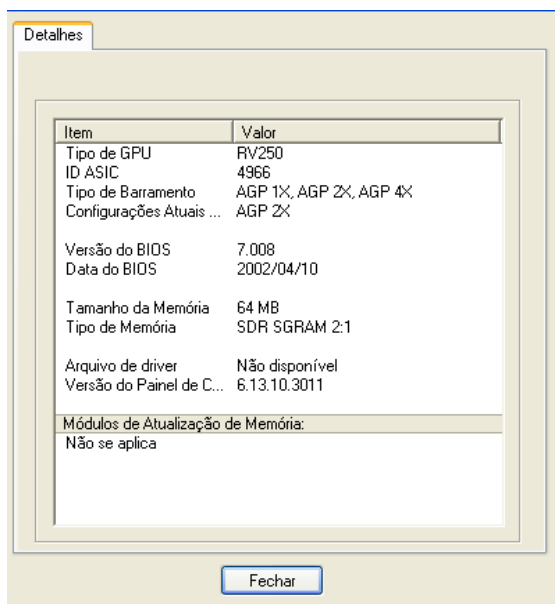 Detalhes
Item Valor
Tipo de GPU RV250
ID ASIC 4966
Tipo de Barramento AGP 1X, AGP 2X, AGP 4X
Configurações Atuais ... AGP 2X
Versão do BIOS 7.008
Data do BIOS 2002/04/10
Tamanho da Memória 64 MB
Tipo de Memória SDR SGRAM 2:1
Arquivo de driver Não disponível
Versão do Painel de C... 6.13.10.3011
Módulos de Atualização de Memória:
Não se aplica
Fechar